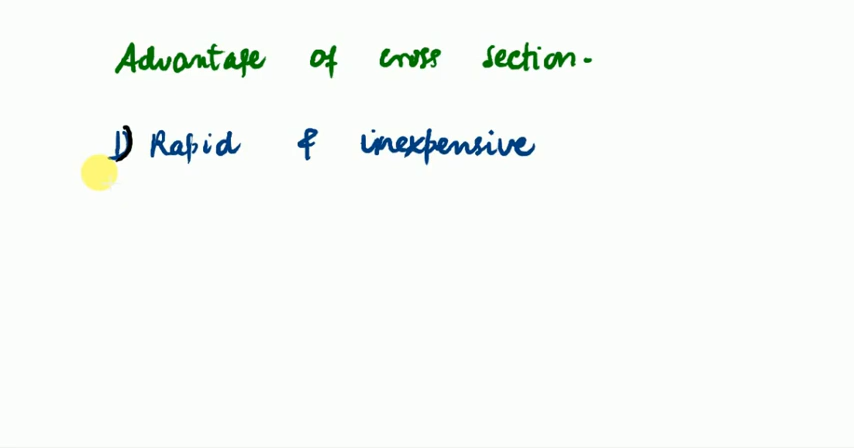 Advantage of cross section.
1) Rapid & inexpensive